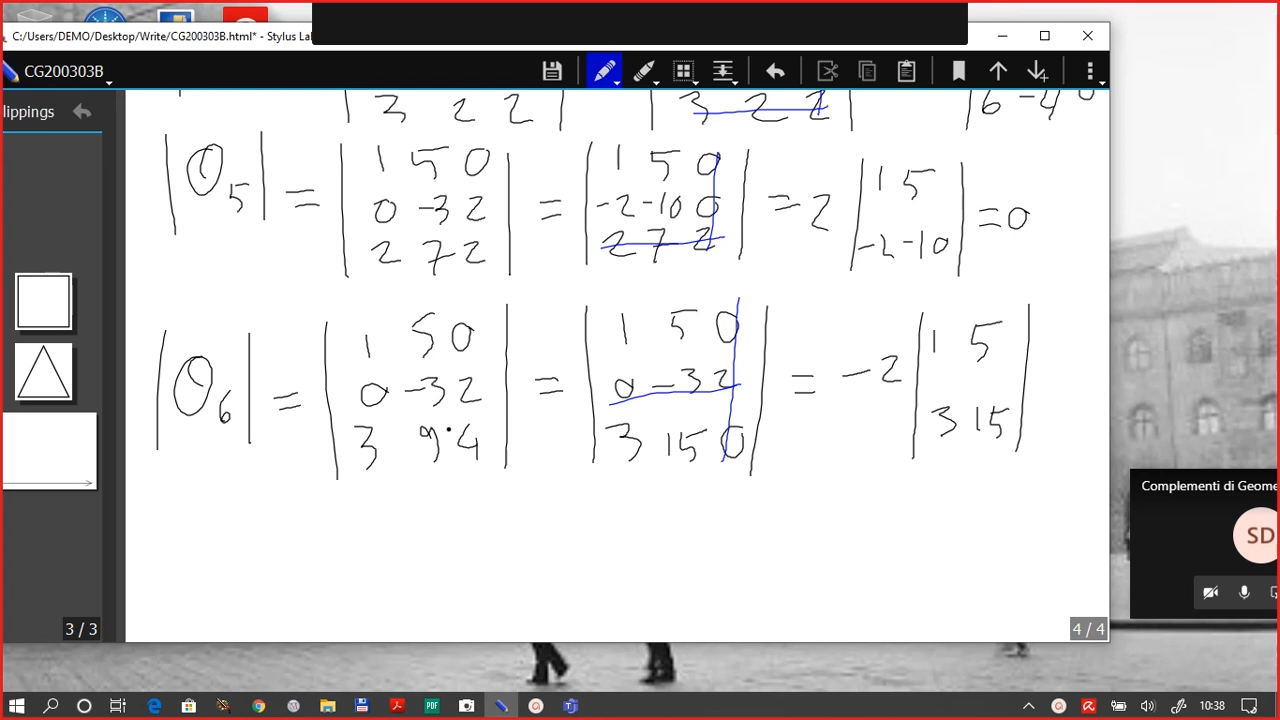 C:/Users/DEMO/Desktop/Write/CG200303B.html* - Stylus La
CG200303B
lippings
3 2 2 | 3 2 2 | 6 -4 0
|O5| = | 1 5 0 | = | 1 5 0 | = 2 | 1 5 | = 0
| 0 -3 2 | | -2 -10 0 | | -2 -10 |
| 2 7 2 | | 2 7 2 |
|O6| = | 1 5 0 | = | 1 5 0 | = -2 | 1 5 |
| 0 -3 2 | | 0 -3 2 | | 3 15 |
| 3 9 · 4 | | 3 15 0 |
Complementi di Geome
SD
3 / 3
4 / 4
PDF
10:38